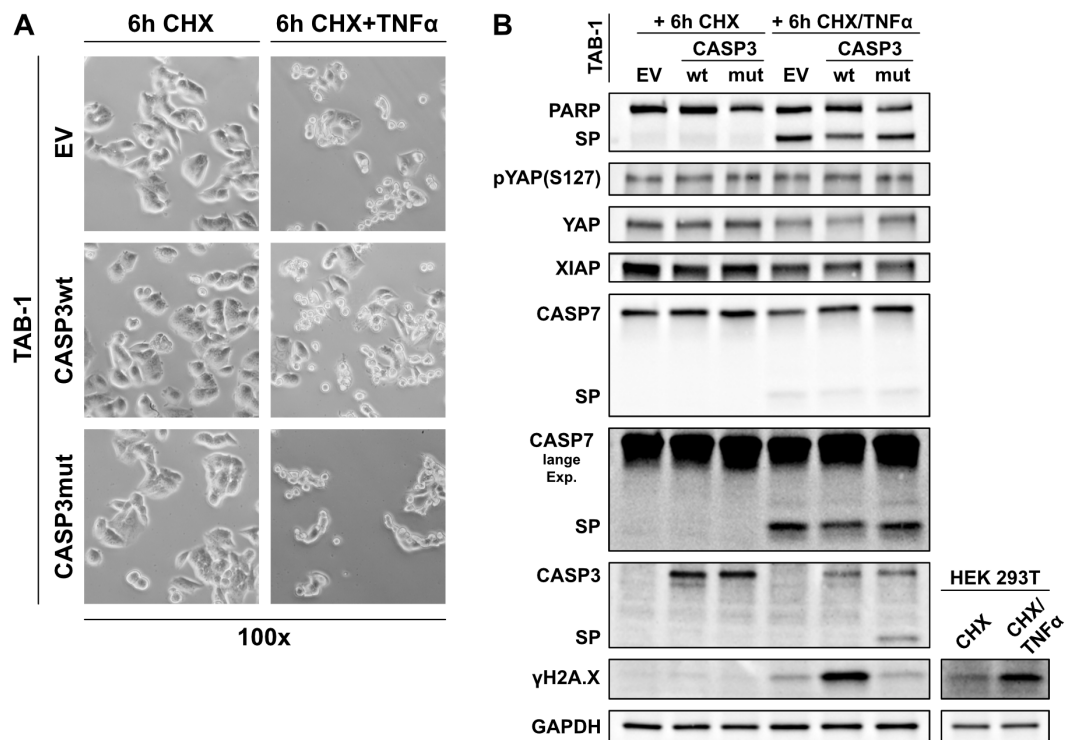 A
6h CHX
6h CHX+TNFα
TAB-1
EV
CASP3wt
CASP3mut
100x
B
TAB-1
+ 6h CHX
+ 6h CHX/TNFα
CASP3
CASP3
EV
wt
mut
EV
wt
mut
PARP
SP
pYAP(S127)
YAP
XIAP
CASP7
SP
CASP7
lange
Exp.
SP
CASP3
SP
γH2A.X
GAPDH
HEK 293T
CHX
CHX/
TNFα